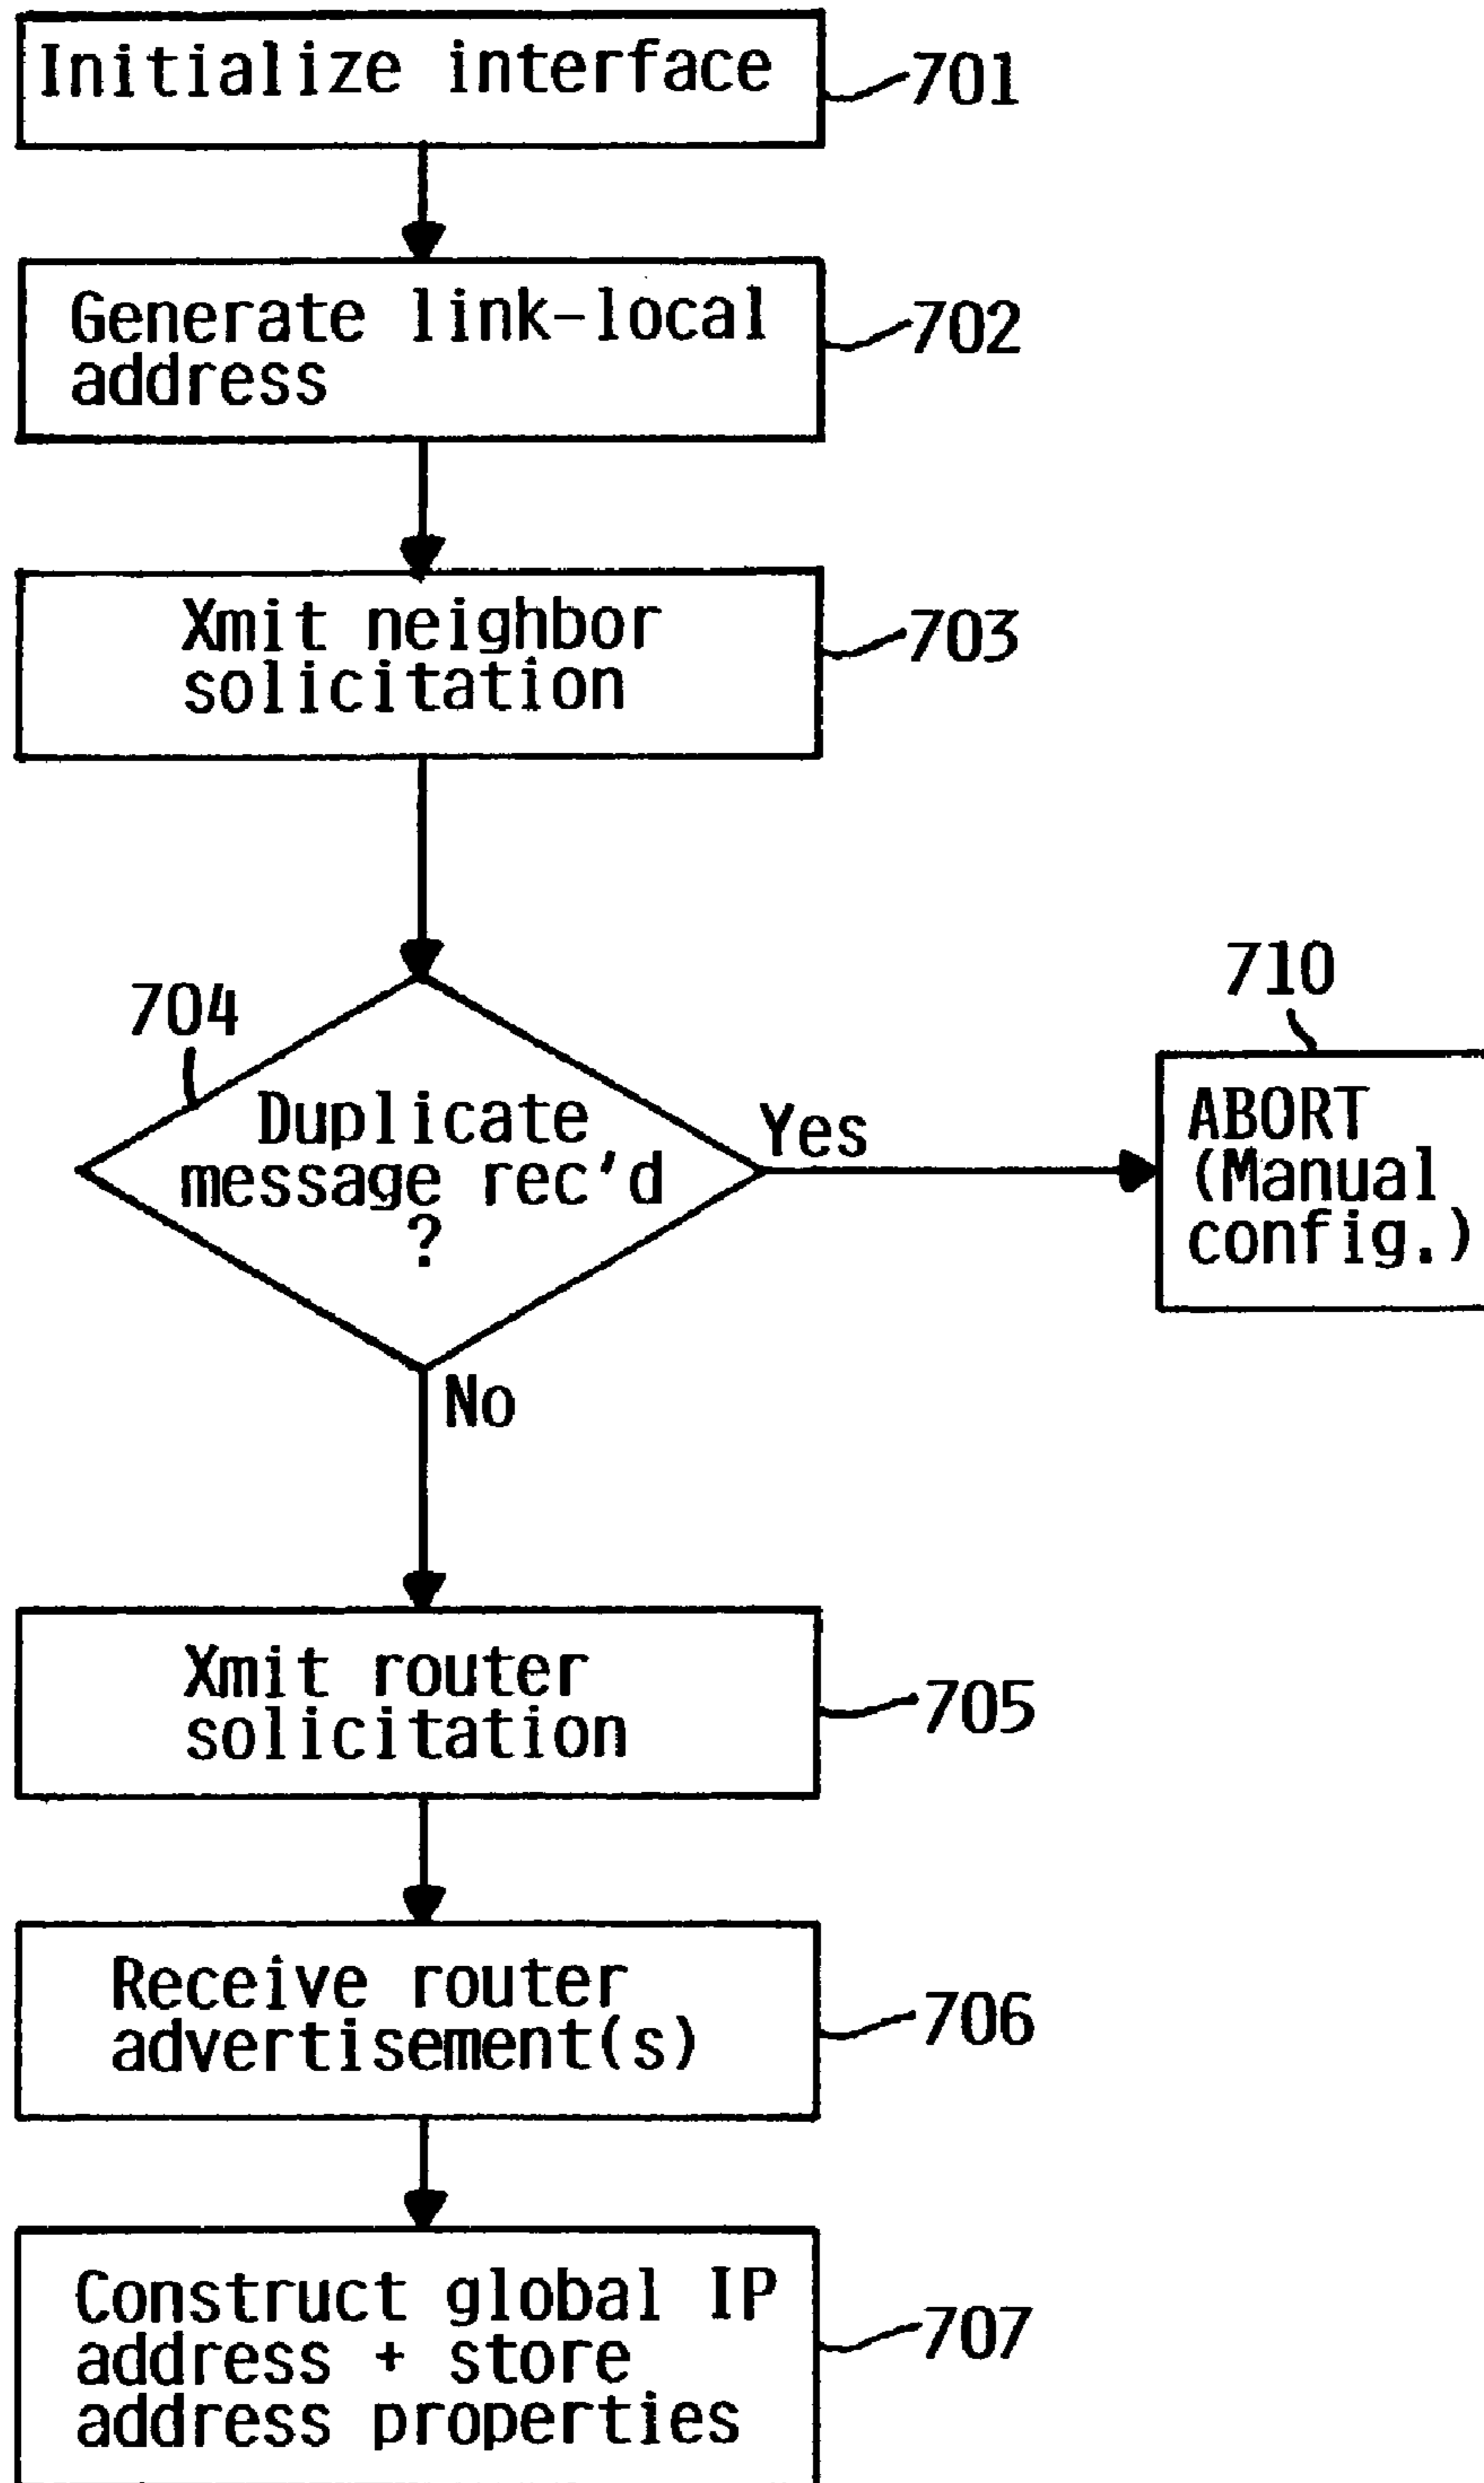 Initialize interface
701
Generate link-local
address
702
Xmit neighbor
solicitation
703
704
Duplicate
message rec'd
?
Yes
710
ABORT
(Manual
config.)
No
Xmit router
solicitation
705
Receive router
advertisement(s)
706
Construct global IP
address + store
address properties
707